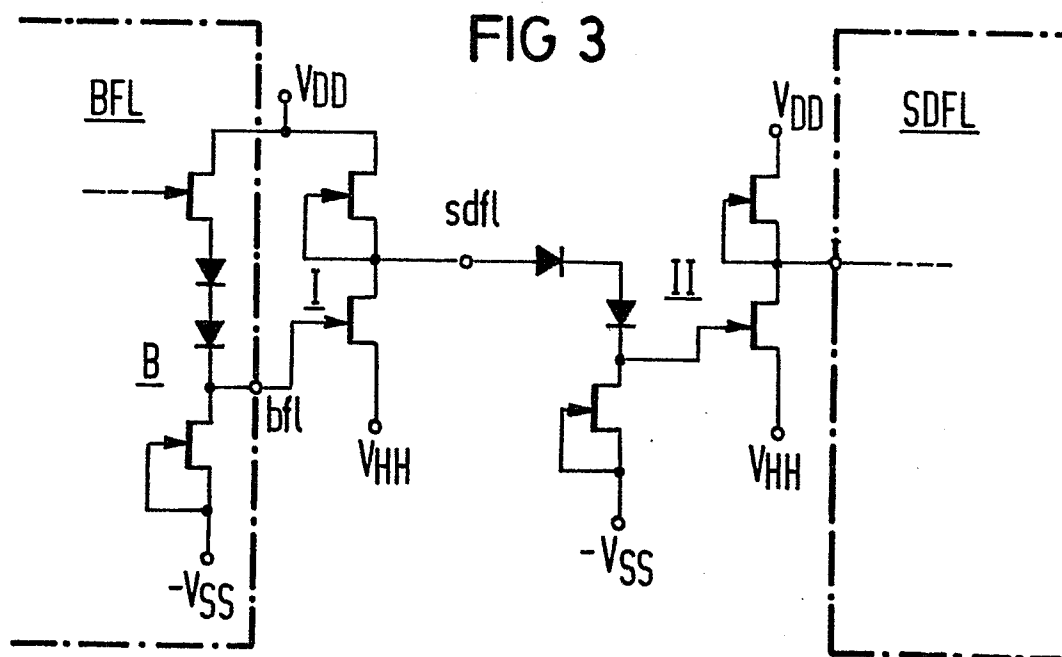 FIG 3
BFL
VDD
VDD
SDFL
sdfl
I
II
B
bfl
VHH
VHH
-VSS
-VSS